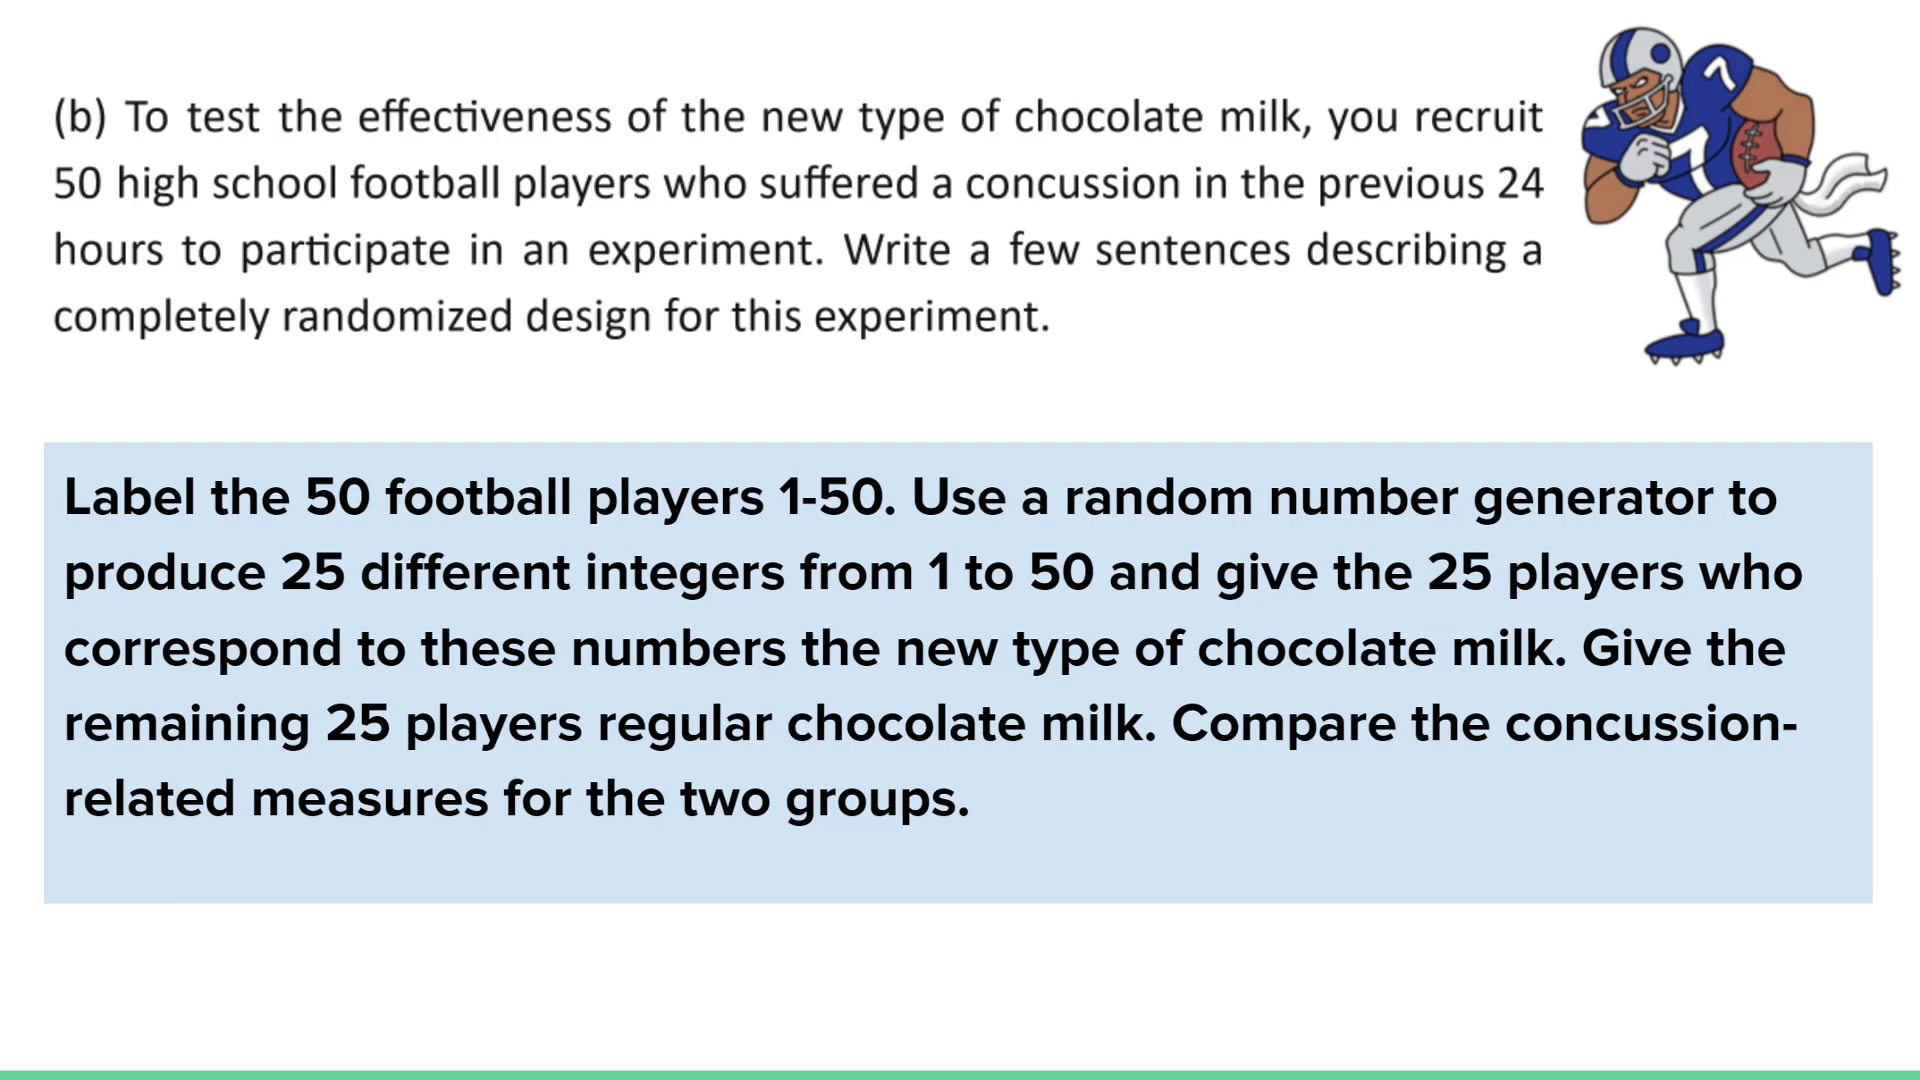 (b) To test the effectiveness of the new type of chocolate milk, you recruit
50 high school football players who suffered a concussion in the previous 24
hours to participate in an experiment. Write a few sentences describing a
completely randomized design for this experiment.
7
7
Label the 50 football players 1-50. Use a random number generator to
produce 25 different integers from 1 to 50 and give the 25 players who
correspond to these numbers the new type of chocolate milk. Give the
remaining 25 players regular chocolate milk. Compare the concussion-
related measures for the two groups.